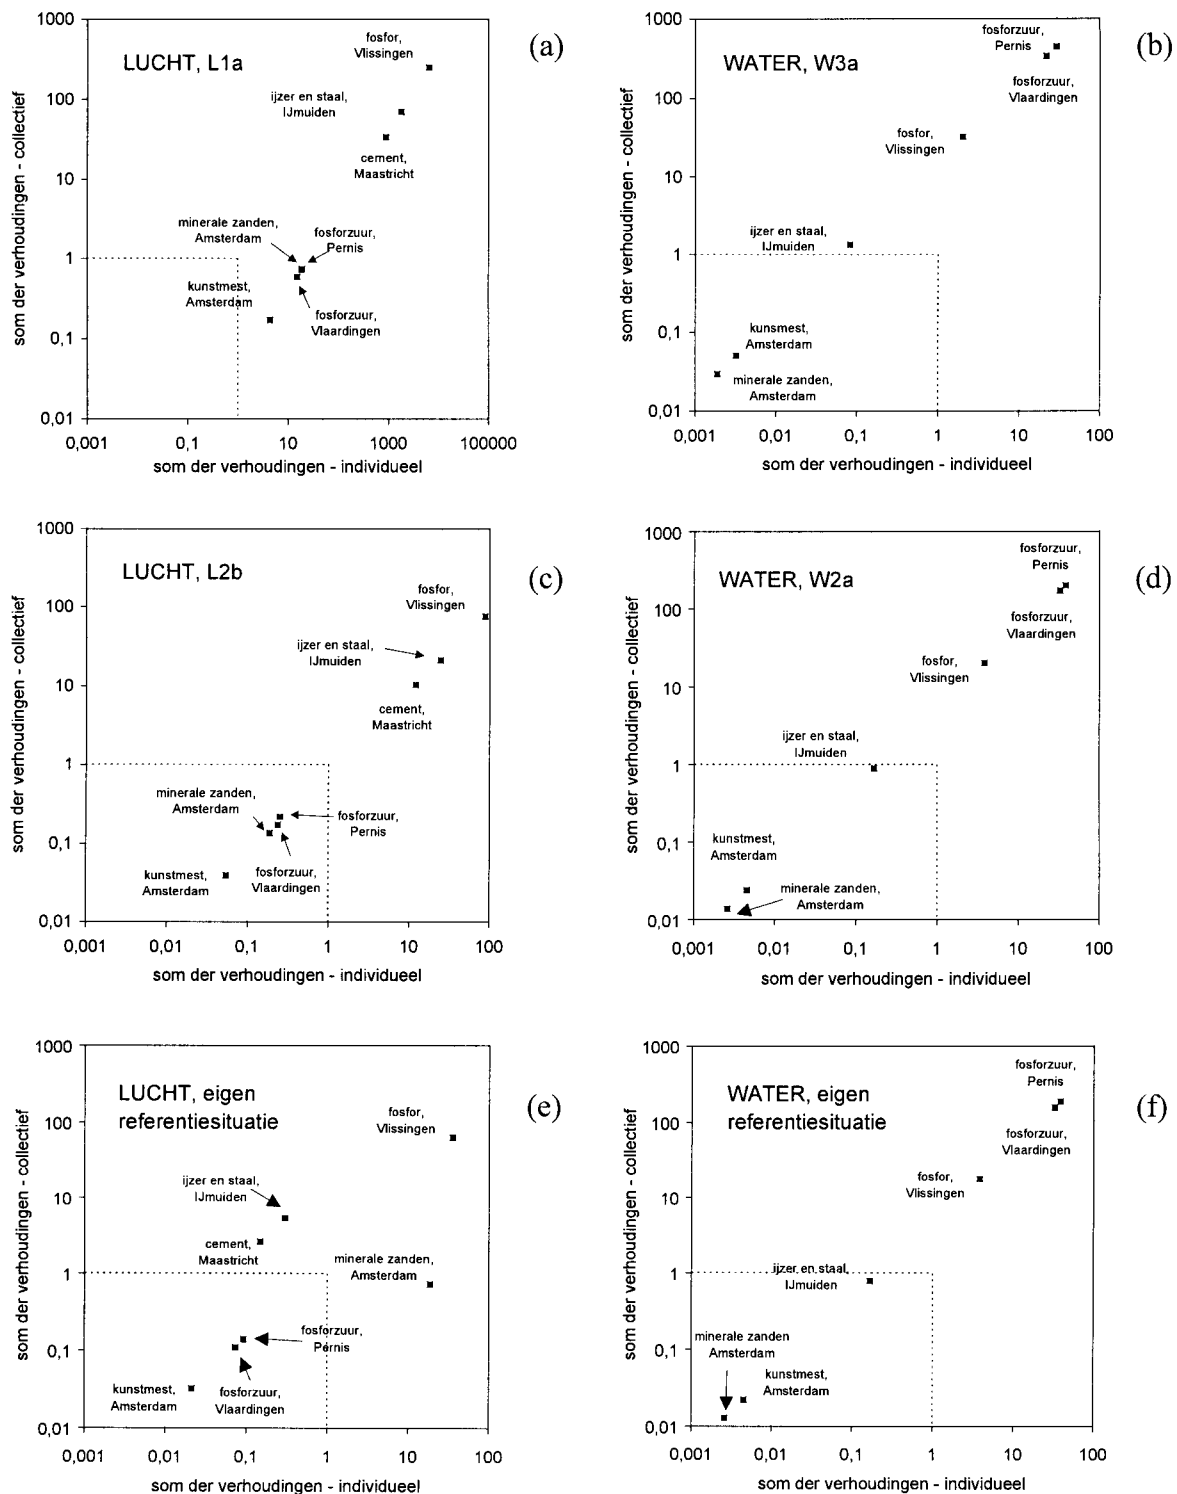 (a)
LUCHT, L1a
som der verhoudingen - collectief
1000
100
10
1
0,1
0,01
fosfor,
Vlissingen
ijzer en staal,
IJmuiden
cement,
Maastricht
minerale zanden,
Amsterdam
fosforzuur,
Pernis
kunstmest,
Amsterdam
fosforzuur,
Vlaardingen
0,001 0,1 10 1000 100000
som der verhoudingen - individueel
(b)
WATER, W3a
som der verhoudingen - collectief
1000
100
10
1
0,1
0,01
fosforzuur,
Pernis
fosforzuur,
Vlaardingen
fosfor,
Vlissingen
ijzer en staal,
IJmuiden
kunsmest,
Amsterdam
minerale zanden,
Amsterdam
0,001 0,01 0,1 1 10 100
som der verhoudingen - individueel
(c)
LUCHT, L2b
som der verhoudingen - collectief
1000
100
10
1
0,1
0,01
fosfor,
Vlissingen
ijzer en staal,
IJmuiden
cement,
Maastricht
minerale zanden,
Amsterdam
fosforzuur,
Pernis
kunstmest,
Amsterdam
fosforzuur,
Vlaardingen
0,001 0,01 0,1 1 10 100
som der verhoudingen - individueel
(d)
WATER, W2a
som der verhoudingen - collectief
1000
100
10
1
0,1
0,01
fosforzuur,
Pernis
fosforzuur,
Vlaardingen
fosfor,
Vlissingen
ijzer en staal,
IJmuiden
kunstmest,
Amsterdam
minerale zanden,
Amsterdam
0,001 0,01 0,1 1 10 100
som der verhoudingen - individueel
(e)
LUCHT, eigen
referentiesituatie
som der verhoudingen - collectief
1000
100
10
1
0,1
0,01
fosfor,
Vlissingen
ijzer en staal,
IJmuiden
cement,
Maastricht
minerale zanden,
Amsterdam
fosforzuur,
Pernis
kunstmest,
Amsterdam
fosforzuur,
Vlaardingen
0,001 0,01 0,1 1 10 100
som der verhoudingen - individueel
(f)
WATER, eigen
referentiesituatie
som der verhoudingen - collectief
1000
100
10
1
0,1
0,01
fosforzuur,
Pernis
fosforzuur,
Vlaardingen
fosfor,
Vlissingen
ijzer en staal,
IJmuiden
minerale zanden
Amsterdam
kunstmest,
Amsterdam
0,001 0,01 0,1 1 10 100
som der verhoudingen - individueel